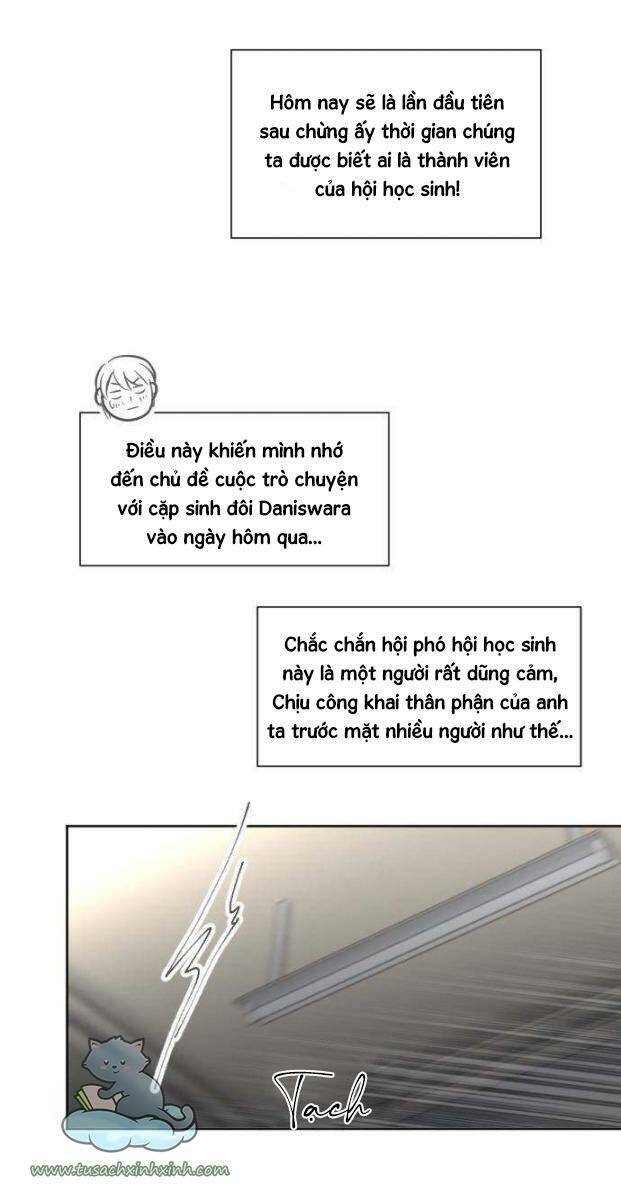 Hôm nay sẽ là lần đầu tiên
sau chừng ấy thời gian chúng
ta được biết ai là thành viên
của hội học sinh!
Điều này khiến mình nhớ
đến chủ đề cuộc trò chuyện
với cặp sinh đôi Daniswara
vào ngày hôm qua...
Chắc chắn hội phó hội học sinh
này là một người rất dũng cảm,
Chịu công khai thân phận của anh
ta trước mặt nhiều người như thế...
Tạch
www.tusachxinhxinh.com